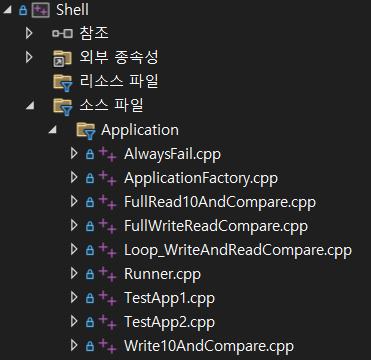 Shell
참조
외부 종속성
리소스 파일
소스 파일
Application
AlwaysFail.cpp
ApplicationFactory.cpp
FullRead10AndCompare.cpp
FullWriteReadCompare.cpp
Loop_WriteAndReadCompare.cpp
Runner.cpp
TestApp1.cpp
TestApp2.cpp
Write10AndCompare.cpp